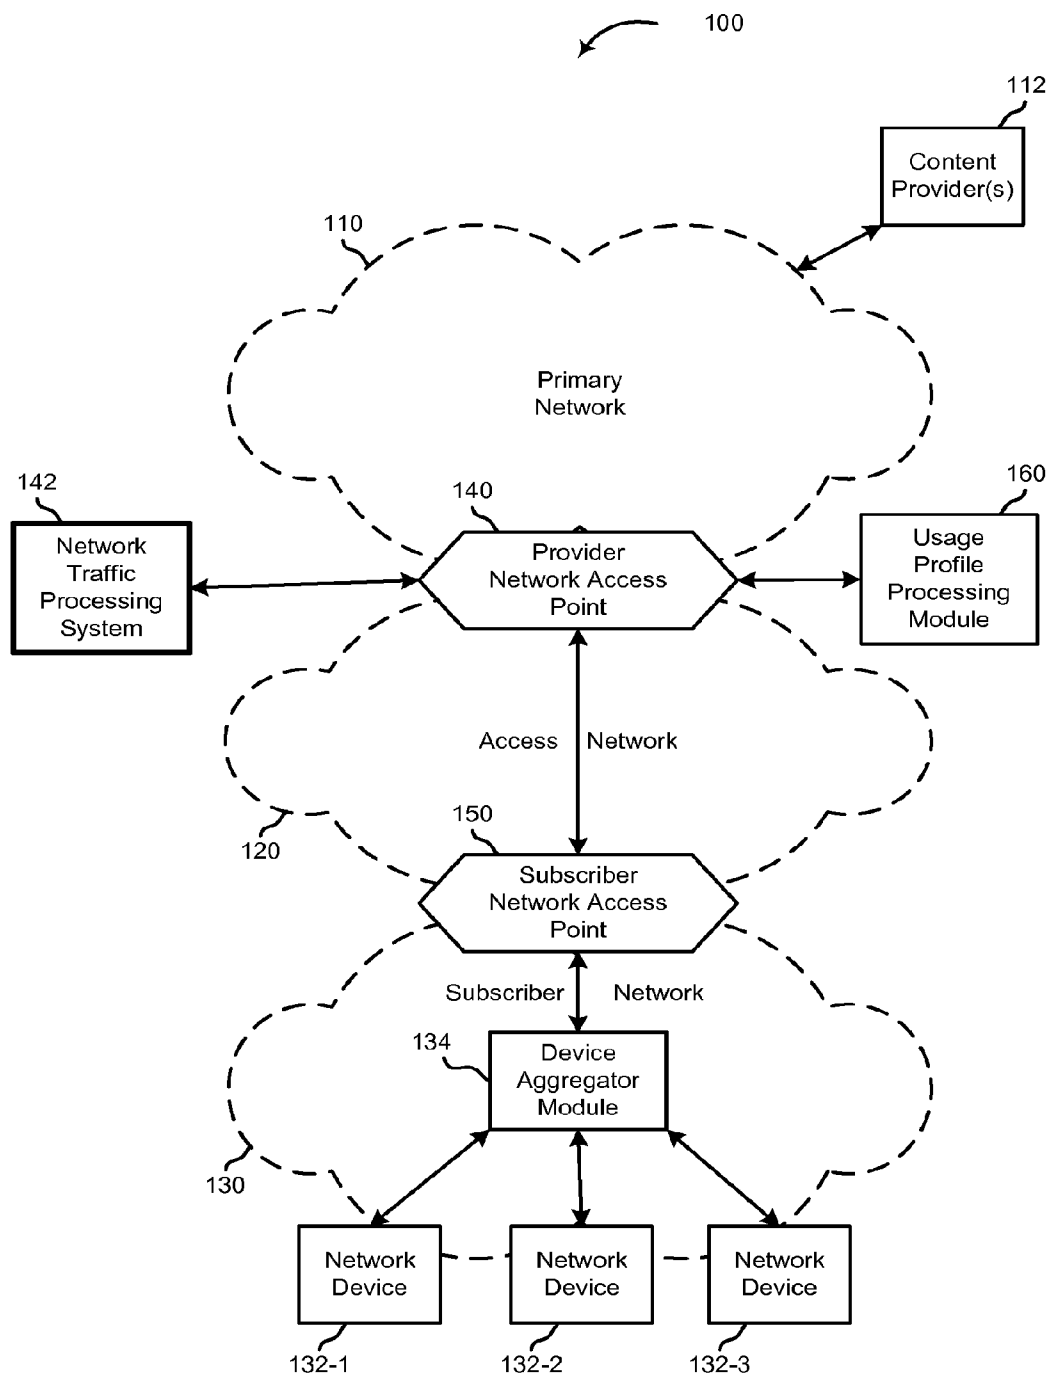 100
112
Content
Provider(s)
110
Primary
Network
142
Network
Traffic
Processing
System
140
Provider
Network Access
Point
160
Usage
Profile
Processing
Module
Access Network
120
150
Subscriber
Network Access
Point
Subscriber Network
134
Device
Aggregator
Module
130
Network
Device
Network
Device
Network
Device
132-1
132-2
132-3